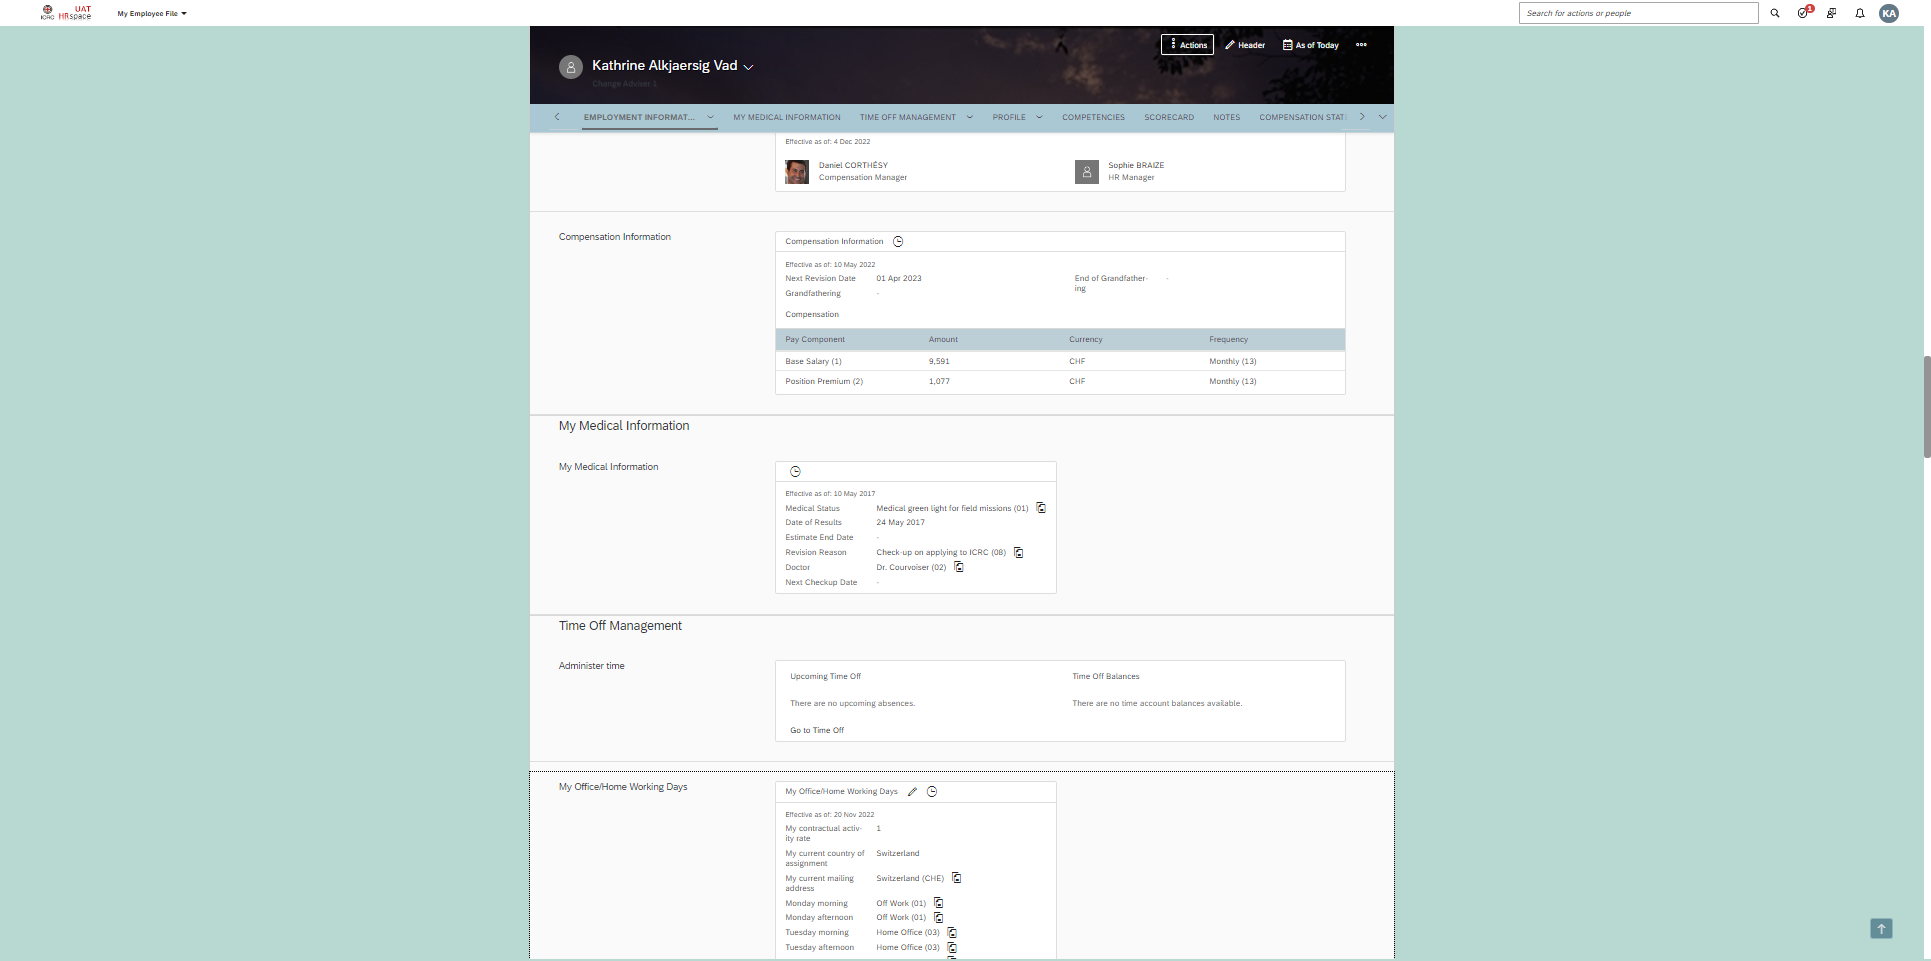 ICRC
UAT
HRspace
My Employee File
Search for actions or people
1
KA
Actions
Header
As of Today
Kathrine Alkjaersig Vad
Change Adviser 1
EMPLOYMENT INFORMAT...
MY MEDICAL INFORMATION
TIME OFF MANAGEMENT
PROFILE
COMPETENCIES
SCORECARD
NOTES
COMPENSATION STAT
Effective as of: 4 Dec 2022
Daniel CORTHÉSY
Compensation Manager
Sophie BRAIZE
HR Manager
Compensation Information
Compensation Information
Effective as of: 10 May 2022
Next Revision Date 01 Apr 2023
End of Grandfather-
ing
-
Grandfathering -
Compensation
Pay Component Amount Currency Frequency
Base Salary (1) 9,591 CHF Monthly (13)
Position Premium (2) 1,077 CHF Monthly (13)
My Medical Information
My Medical Information
Effective as of: 10 May 2017
Medical Status Medical green light for field missions (01)
Date of Results 24 May 2017
Estimate End Date -
Revision Reason Check-up on applying to ICRC (08)
Doctor Dr. Courvoiser (02)
Next Checkup Date -
Time Off Management
Administer time
Upcoming Time Off
Time Off Balances
There are no upcoming absences.
There are no time account balances available.
Go to Time Off
My Office/Home Working Days
My Office/Home Working Days
Effective as of: 20 Nov 2022
My contractual activ-
ity rate
1
My current country of
assignment
Switzerland
My current mailing
address
Switzerland (CHE)
Monday morning Off Work (01)
Monday afternoon Off Work (01)
Tuesday morning Home Office (03)
Tuesday afternoon Home Office (03)